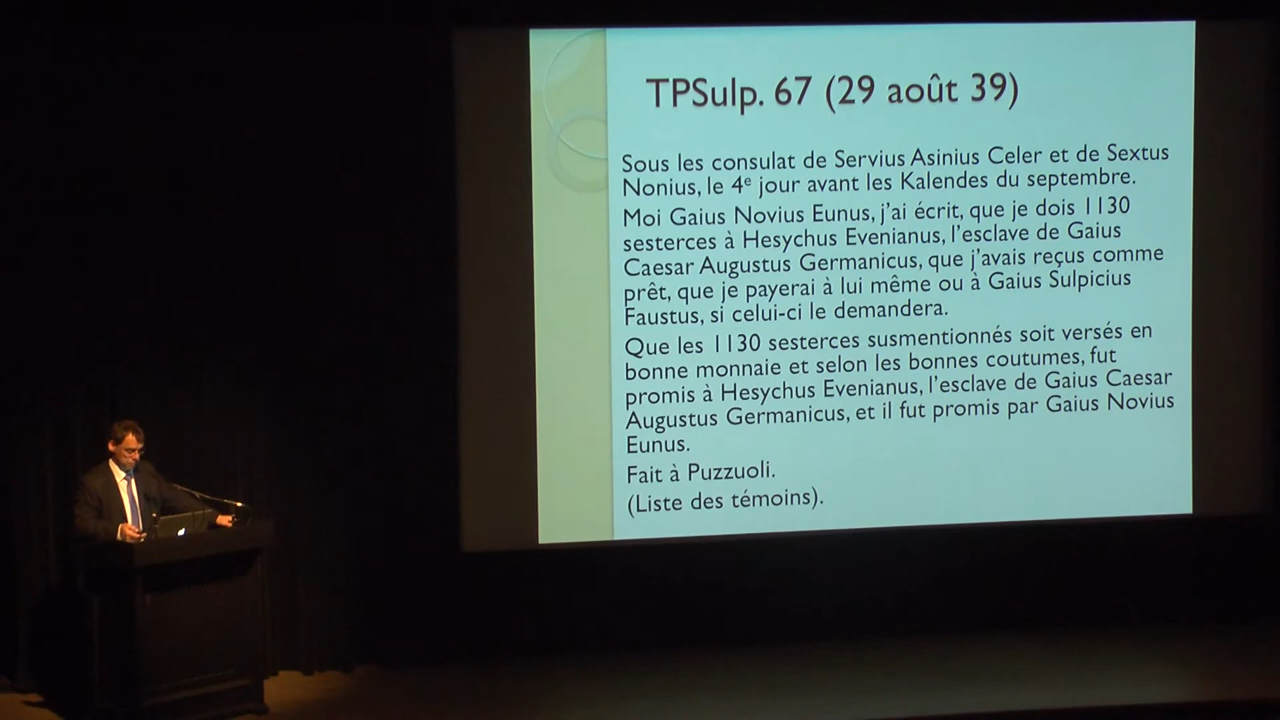 TPSulp. 67 (29 août 39)
Sous les consulat de Servius Asinius Celer et de Sextus
Nonius, le 4e jour avant les Kalendes du septembre.
Moi Gaius Novius Eunus, j'ai écrit, que je dois 1130
sesterces à Hesychus Evenianus, l'esclave de Gaius
Caesar Augustus Germanicus, que j'avais reçus comme
prêt, que je payerai à lui même ou à Gaius Sulpicius
Faustus, si celui-ci le demandera.
Que les 1130 sesterces susmentionnés soit versés en
bonne monnaie et selon les bonnes coutumes, fut
promis à Hesychus Evenianus, l'esclave de Gaius Caesar
Augustus Germanicus, et il fut promis par Gaius Novius
Eunus.
Fait à Puzzuoli.
(Liste des témoins).